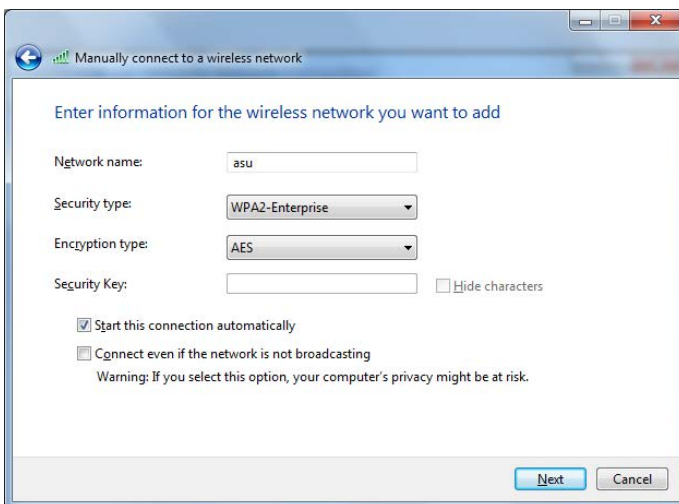 Manually connect to a wireless network
Enter information for the wireless network you want to add
Network name:
asu
Security type:
WPA2-Enterprise
Encryption type:
AES
Security Key:
Hide characters
Start this connection automatically
Connect even if the network is not broadcasting
Warning: If you select this option, your computer's privacy might be at risk.
Next
Cancel